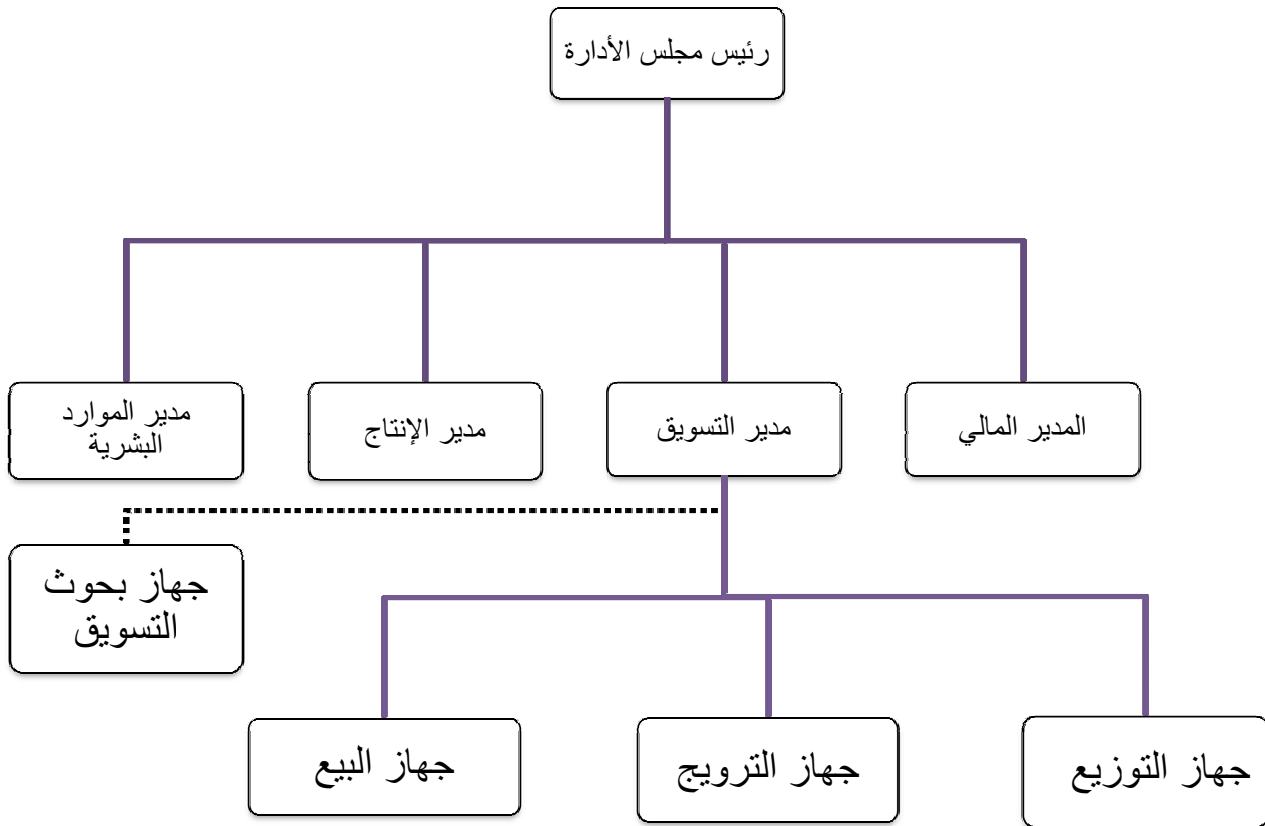 رئيس مجلس الأدارة
المدير المالي
مدير التسويق
مدير الإنتاج
مدير الموارد
البشرية
جهاز بحوث
التسويق
جهاز التوزيع
جهاز الترويج
جهاز البيع